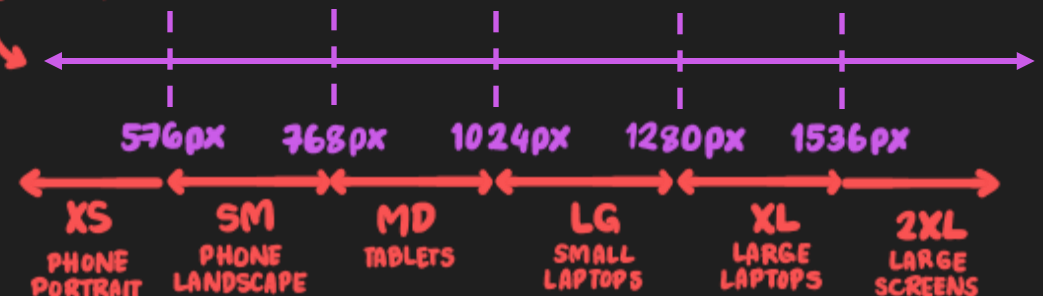 576px 768px 1024px 1280px 1536px
XS SM MD LG XL 2XL
PHONE PORTRAIT
PHONE LANDSCAPE
TABLETS
SMALL LAPTOPS
LARGE LAPTOPS
LARGE SCREENS